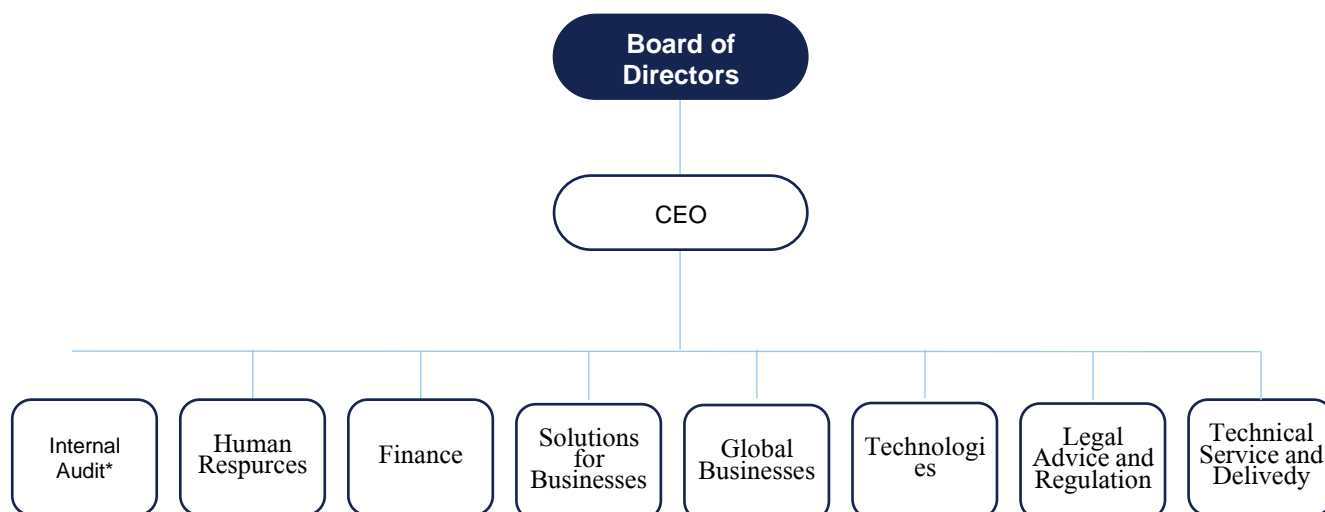 Board of
Directors
CEO
Internal
Audit*
Human
Respurces
Finance
Solutions
for
Businesses
Global
Businesses
Technologi
es
Legal
Advice and
Regulation
Technical
Service and
Delivedy